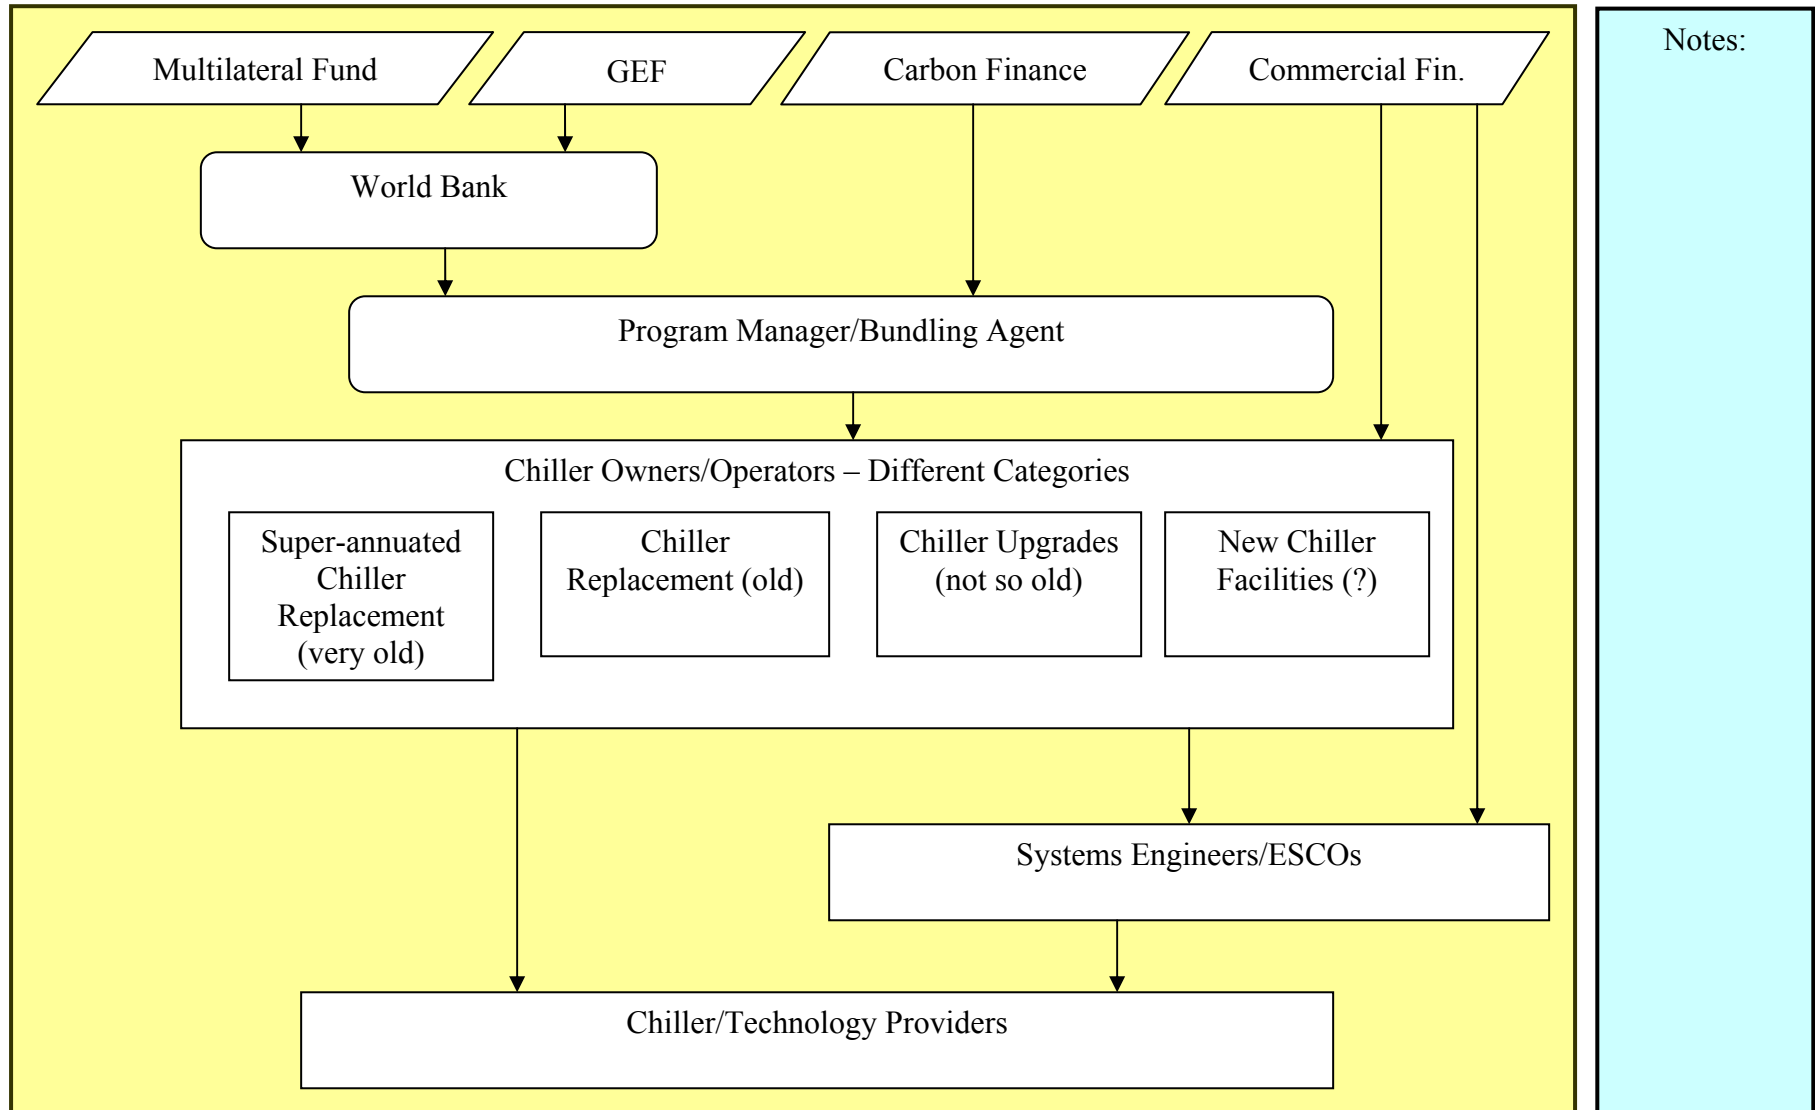 Multilateral Fund
GEF
Carbon Finance
Commercial Fin.
Notes:
World Bank
Program Manager/Bundling Agent
Chiller Owners/Operators – Different Categories
Super-annuated
Chiller
Replacement
(very old)
Chiller
Replacement (old)
Chiller Upgrades
(not so old)
New Chiller
Facilities (?)
Systems Engineers/ESCOs
Chiller/Technology Providers